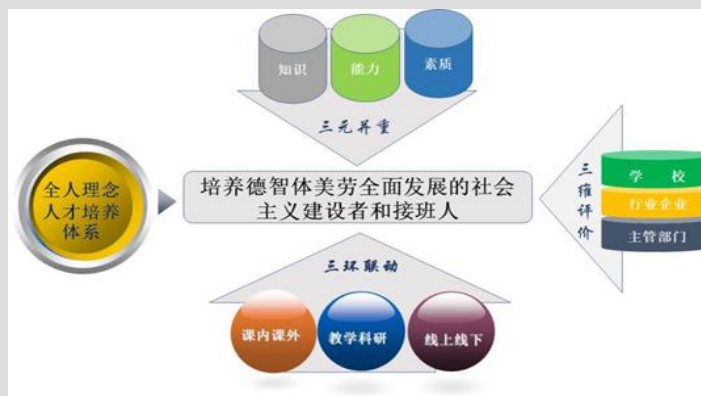 知识
能力
素质
三元并重
全人理念
人才培养
体系
培养德智体美劳全面发展的社会
主义建设者和接班人
三维评价
学 校
行业企业
主管部门
三环联动
课内课外
教学科研
线上线下